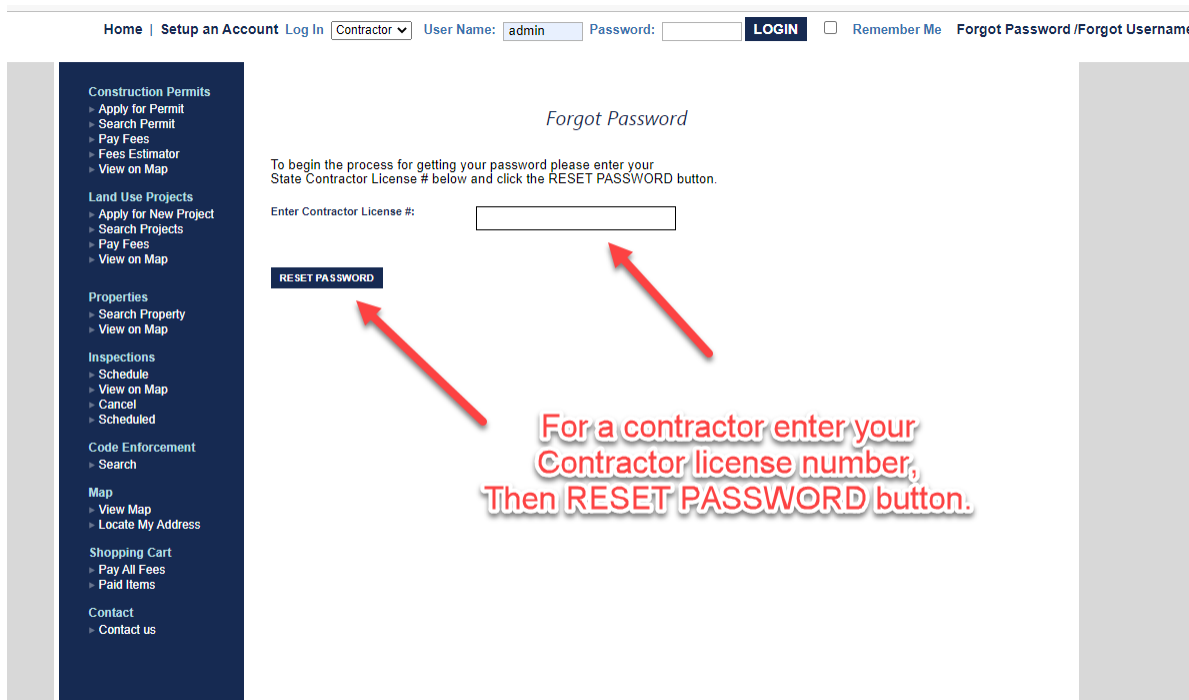 Home | Setup an Account Log In Contractor User Name: admin Password: LOGIN Remember Me Forgot Password /Forgot Username
Construction Permits
Apply for Permit
Search Permit
Pay Fees
Fees Estimator
View on Map
Land Use Projects
Apply for New Project
Search Projects
Pay Fees
View on Map
Properties
Search Property
View on Map
Inspections
Schedule
View on Map
Cancel
Scheduled
Code Enforcement
Search
Map
View Map
Locate My Address
Shopping Cart
Pay All Fees
Paid Items
Contact
Contact us
Forgot Password
To begin the process for getting your password please enter your
State Contractor License # below and click the RESET PASSWORD button.
Enter Contractor License #:
RESET PASSWORD
For a contractor enter your
Contractor license number,
Then RESET PASSWORD button.